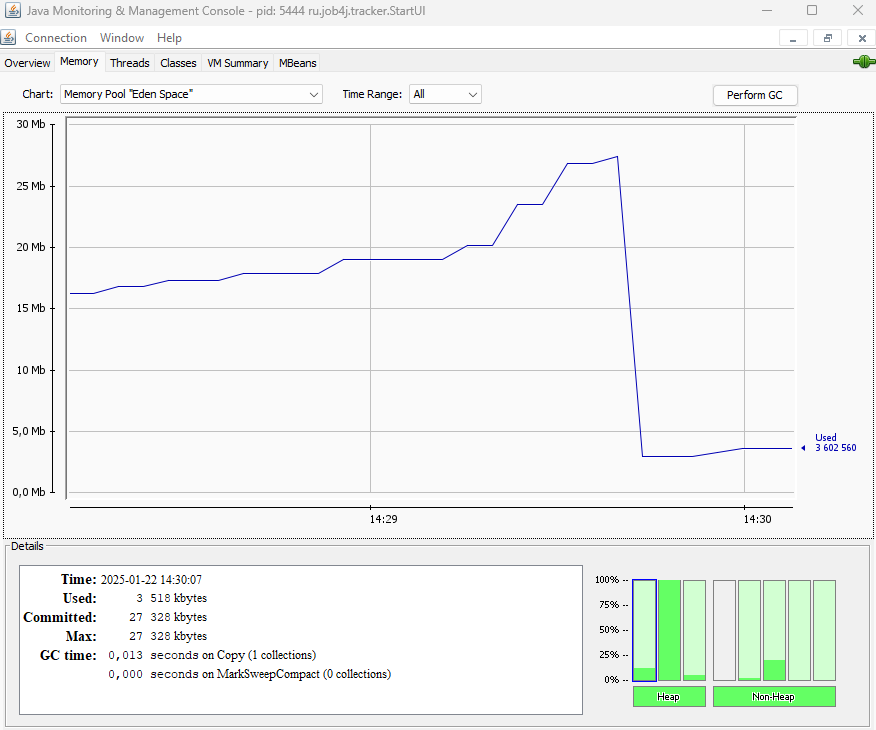 Java Monitoring & Management Console - pid: 5444 ru.job4j.tracker.StartUI
Connection Window Help
Overview Memory Threads Classes VM Summary MBeans
Chart: Memory Pool "Eden Space" Time Range: All Perform GC
30 Mb
25 Mb
20 Mb
15 Mb
10 Mb
5,0 Mb
0,0 Mb
Used
3 602 560
14:29 14:30
Details
Time: 2025-01-22 14:30:07
Used: 3 518 kbytes
Committed: 27 328 kbytes
Max: 27 328 kbytes
GC time: 0,013 seconds on Copy (1 collections)
0,000 seconds on MarkSweepCompact (0 collections)
100% --
75% --
50% --
25% --
0% --
Heap Non-Heap